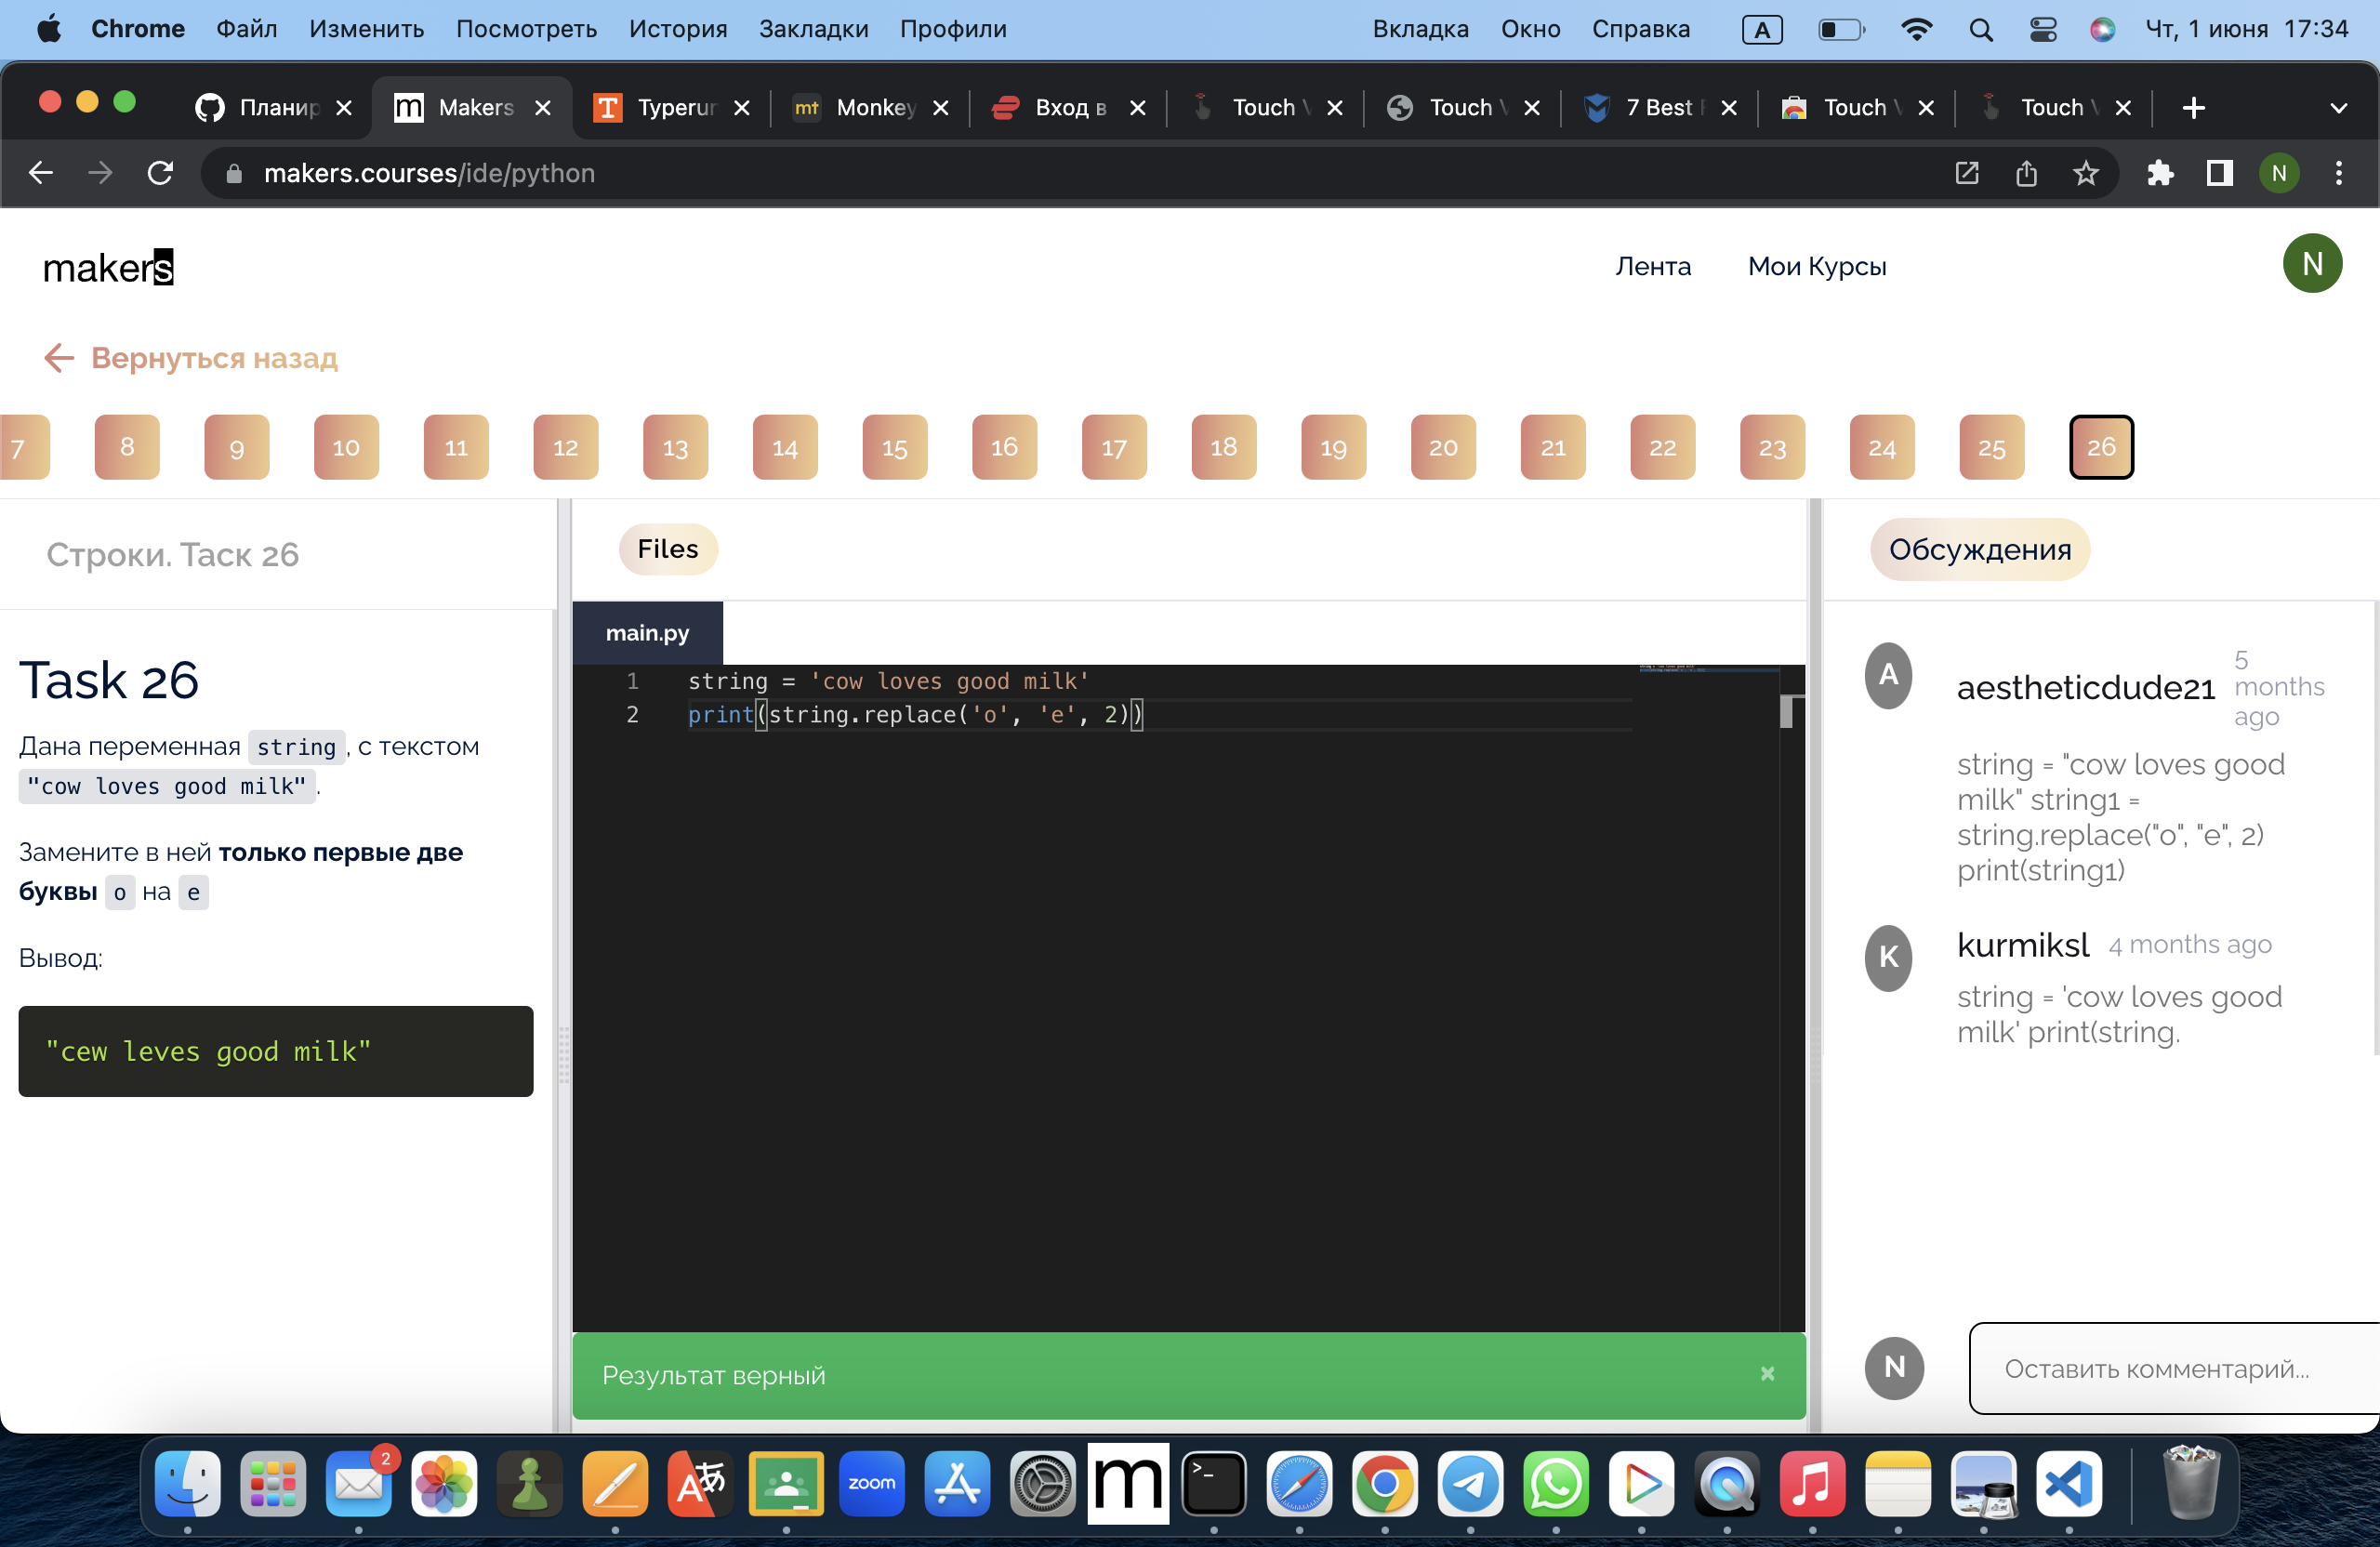 Chrome Файл Изменить Посмотреть История Закладки Профили Вкладка Окно Справка A Чт, 1 июня 17:34
Планир Makers Typerur mt Monkey Вход в Touch Touch 7 Best Touch Touch
makers.courses/ide/python N
makers Лента Мои Курсы N
Вернуться назад
7 8 9 10 11 12 13 14 15 16 17 18 19 20 21 22 23 24 25 26
Строки. Таск 26
Task 26
Дана переменная string, с текстом
"cow loves good milk".
Замените в ней только первые две
буквы o на e
Вывод:
"cew leves good milk"
Files
main.py
1 string = 'cow loves good milk'
2 print(string.replace('o', 'e', 2))
Результат верный ×
Обсуждения
A
aestheticdude21 5 months ago
string = "cow loves good
milk" string1 =
string.replace("o", "e", 2)
print(string1)
K
kurmiksl 4 months ago
string = 'cow loves good
milk' print(string.
N Оставить комментарий...
2 zoom m